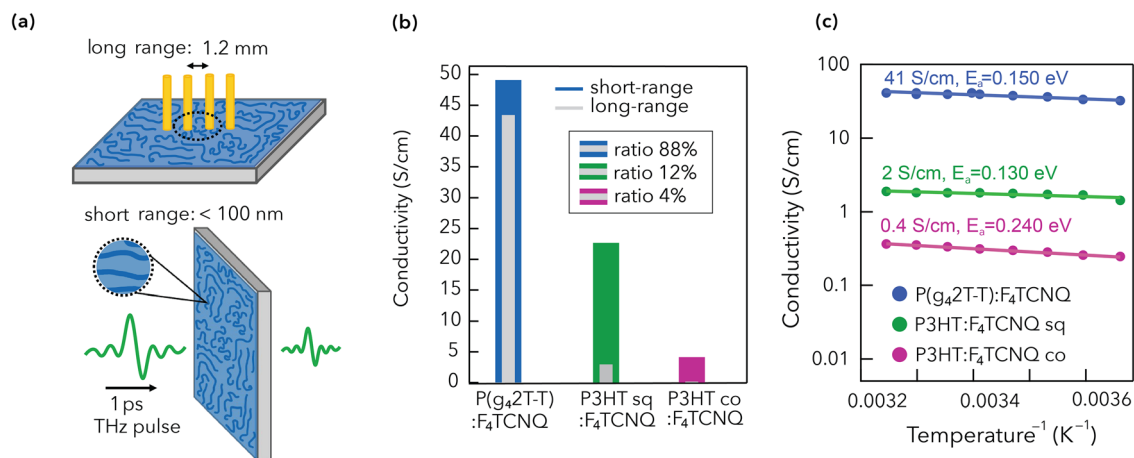 (a)
long range: 1.2 mm
short range: < 100 nm
1 ps
THz pulse
(b)
Conductivity (S/cm)
50
45
40
35
30
25
20
15
10
5
0
short-range
long-range
ratio 88%
ratio 12%
ratio 4%
P(g₄2T-T)
:F₄TCNQ
P3HT sq
:F₄TCNQ
P3HT co
:F₄TCNQ
(c)
Conductivity (S/cm)
100
10
1
0.1
0.01
41 S/cm, Eₐ=0.150 eV
2 S/cm, Eₐ=0.130 eV
0.4 S/cm, Eₐ=0.240 eV
P(g₄2T-T):F₄TCNQ
P3HT:F₄TCNQ sq
P3HT:F₄TCNQ co
0.0032 0.0034 0.0036
Temperature⁻¹ (K⁻¹)